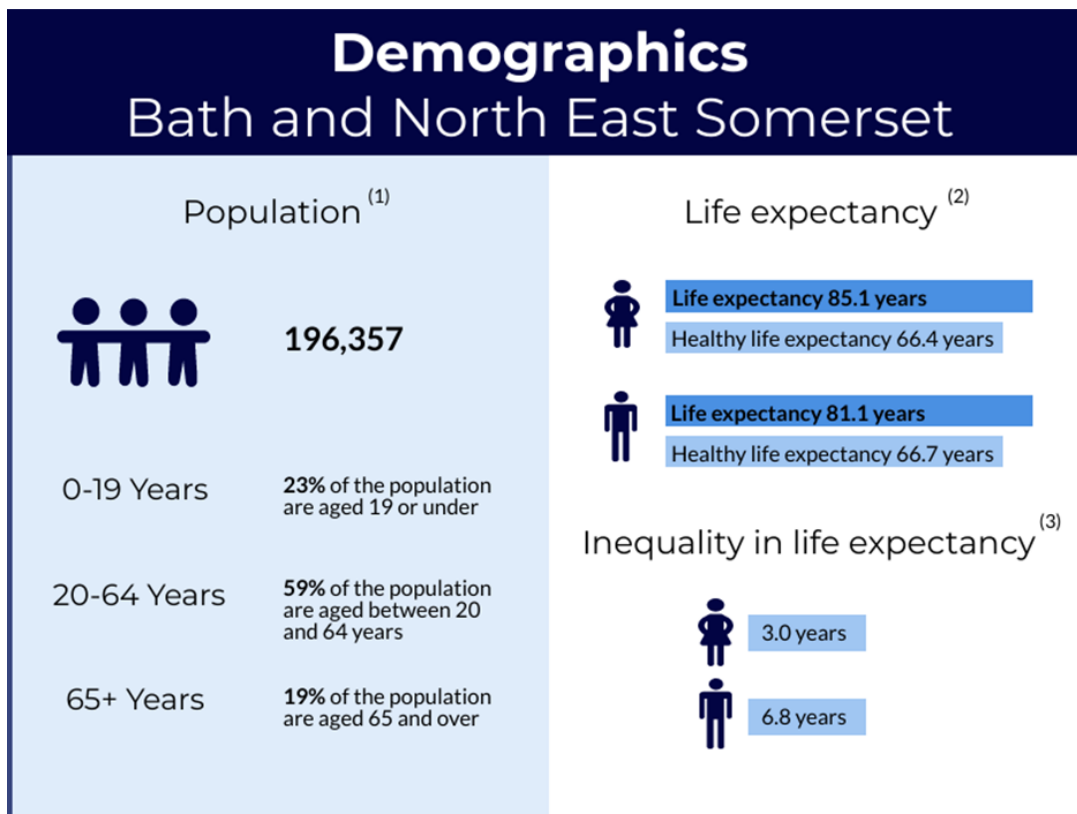 Demographics
Bath and North East Somerset
Population (1)
196,357
0-19 Years
23% of the population
are aged 19 or under
20-64 Years
59% of the population
are aged between 20
and 64 years
65+ Years
19% of the population
are aged 65 and over
Life expectancy (2)
Life expectancy 85.1 years
Healthy life expectancy 66.4 years
Life expectancy 81.1 years
Healthy life expectancy 66.7 years
Inequality in life expectancy (3)
3.0 years
6.8 years